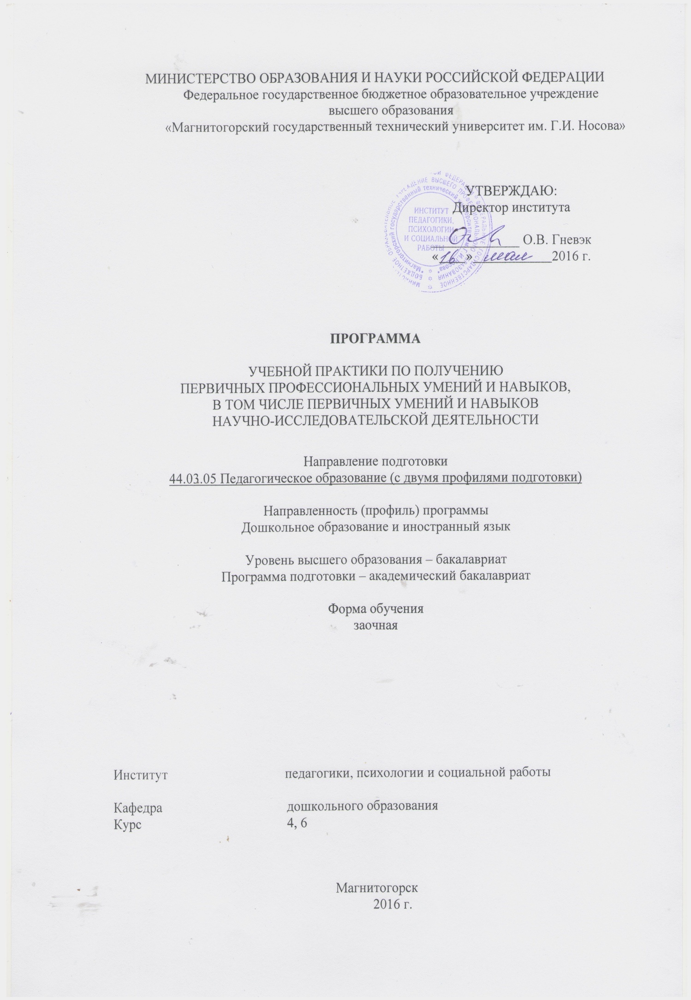 МИНИСТЕРСТВО ОБРАЗОВАНИЯ И НАУКИ РОССИЙСКОЙ ФЕДЕРАЦИИ
Федеральное государственное бюджетное образовательное учреждение
высшего образования
«Магнитогорский государственный технический университет им. Г.И. Носова»
УТВЕРЖДАЮ:
Директор института
ИНСТИТУТ
ПЕДАГОГИКИ,
ПСИХОЛОГИИ
И СОЦИАЛЬНОЙ
РАБОТЫ
О.В. Гневэк
«16» мая 2016 г.
ПРОГРАММА
УЧЕБНОЙ ПРАКТИКИ ПО ПОЛУЧЕНИЮ
ПЕРВИЧНЫХ ПРОФЕССИОНАЛЬНЫХ УМЕНИЙ И НАВЫКОВ,
В ТОМ ЧИСЛЕ ПЕРВИЧНЫХ УМЕНИЙ И НАВЫКОВ
НАУЧНО-ИССЛЕДОВАТЕЛЬСКОЙ ДЕЯТЕЛЬНОСТИ
Направление подготовки
44.03.05 Педагогическое образование (с двумя профилями подготовки)
Направленность (профиль) программы
Дошкольное образование и иностранный язык
Уровень высшего образования – бакалавриат
Программа подготовки – академический бакалавриат
Форма обучения
заочная
Институт педагогики, психологии и социальной работы
Кафедра дошкольного образования
Курс 4, 6
Магнитогорск
2016 г.